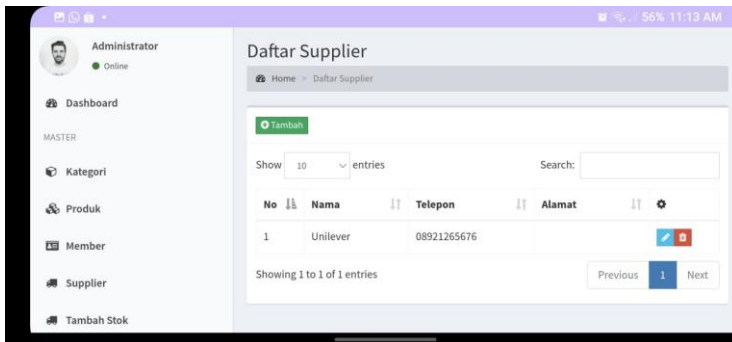 56% 11:13 AM
Administrator
Online
Dashboard
MASTER
Kategori
Produk
Member
Supplier
Tambah Stok
Daftar Supplier
Home > Daftar Supplier
Tambah
Show 10 entries
Search:
No Nama Telepon Alamat
1 Unilever 08921265676
Showing 1 to 1 of 1 entries
Previous 1 Next